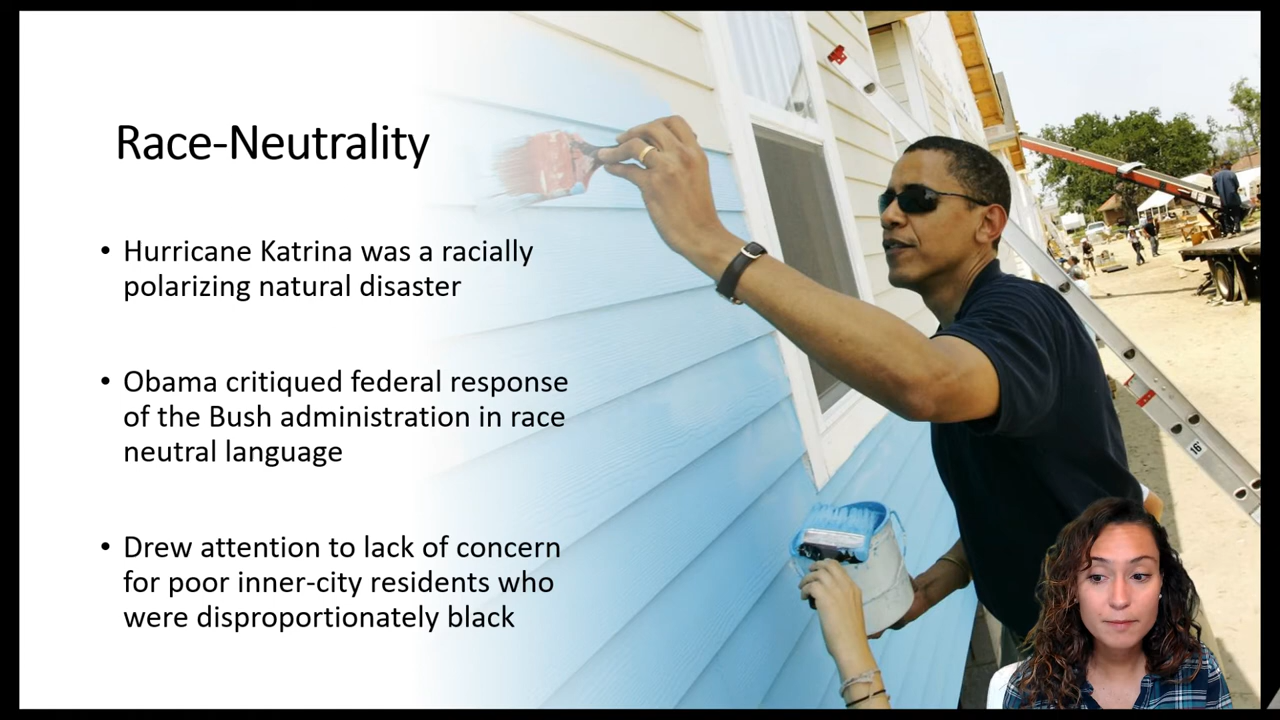 Race-Neutrality
• Hurricane Katrina was a racially
polarizing natural disaster
• Obama critiqued federal response
of the Bush administration in race
neutral language
• Drew attention to lack of concern
for poor inner-city residents who
were disproportionately black
16'